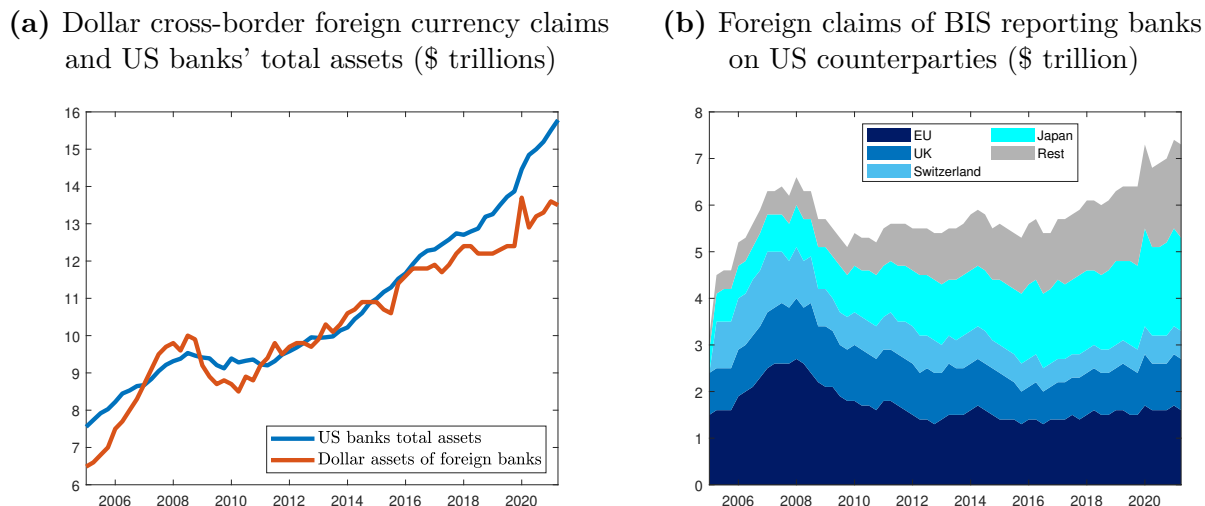 (a) Dollar cross-border foreign currency claims
and US banks' total assets ($ trillions)
16
15
14
13
12
11
10
9
8
7
6
2006 2008 2010 2012 2014 2016 2018 2020
US banks total assets
Dollar assets of foreign banks
(b) Foreign claims of BIS reporting banks
on US counterparties ($ trillion)
8
7
6
5
4
3
2
1
0
2006 2008 2010 2012 2014 2016 2018 2020
EU
UK
Switzerland
Japan
Rest